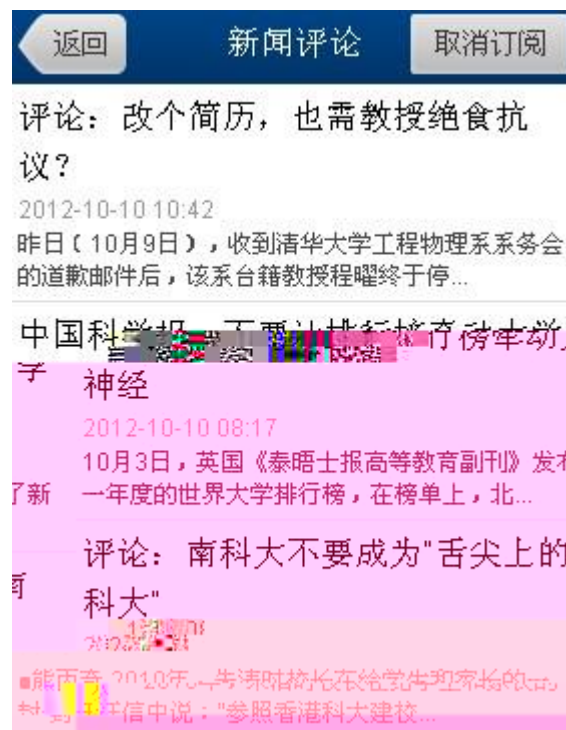 返回 新闻评论 取消订阅
评论：改个简历，也需教授绝食抗
议?
2012-10-10 10:42
昨日(10月9日)，收到清华大学工程物理系系务会
的道歉邮件后，该系台籍教授程曜终于停...
中国科学报
神经
2012-10-10 08:17
10月3日，英国《泰晤士报高等教育副刊》发
了新 一年度的世界大学排行榜，在榜单上，北...
评论：南科大不要成为"舌尖上的
科大"
信中说："参照香港科大建校...